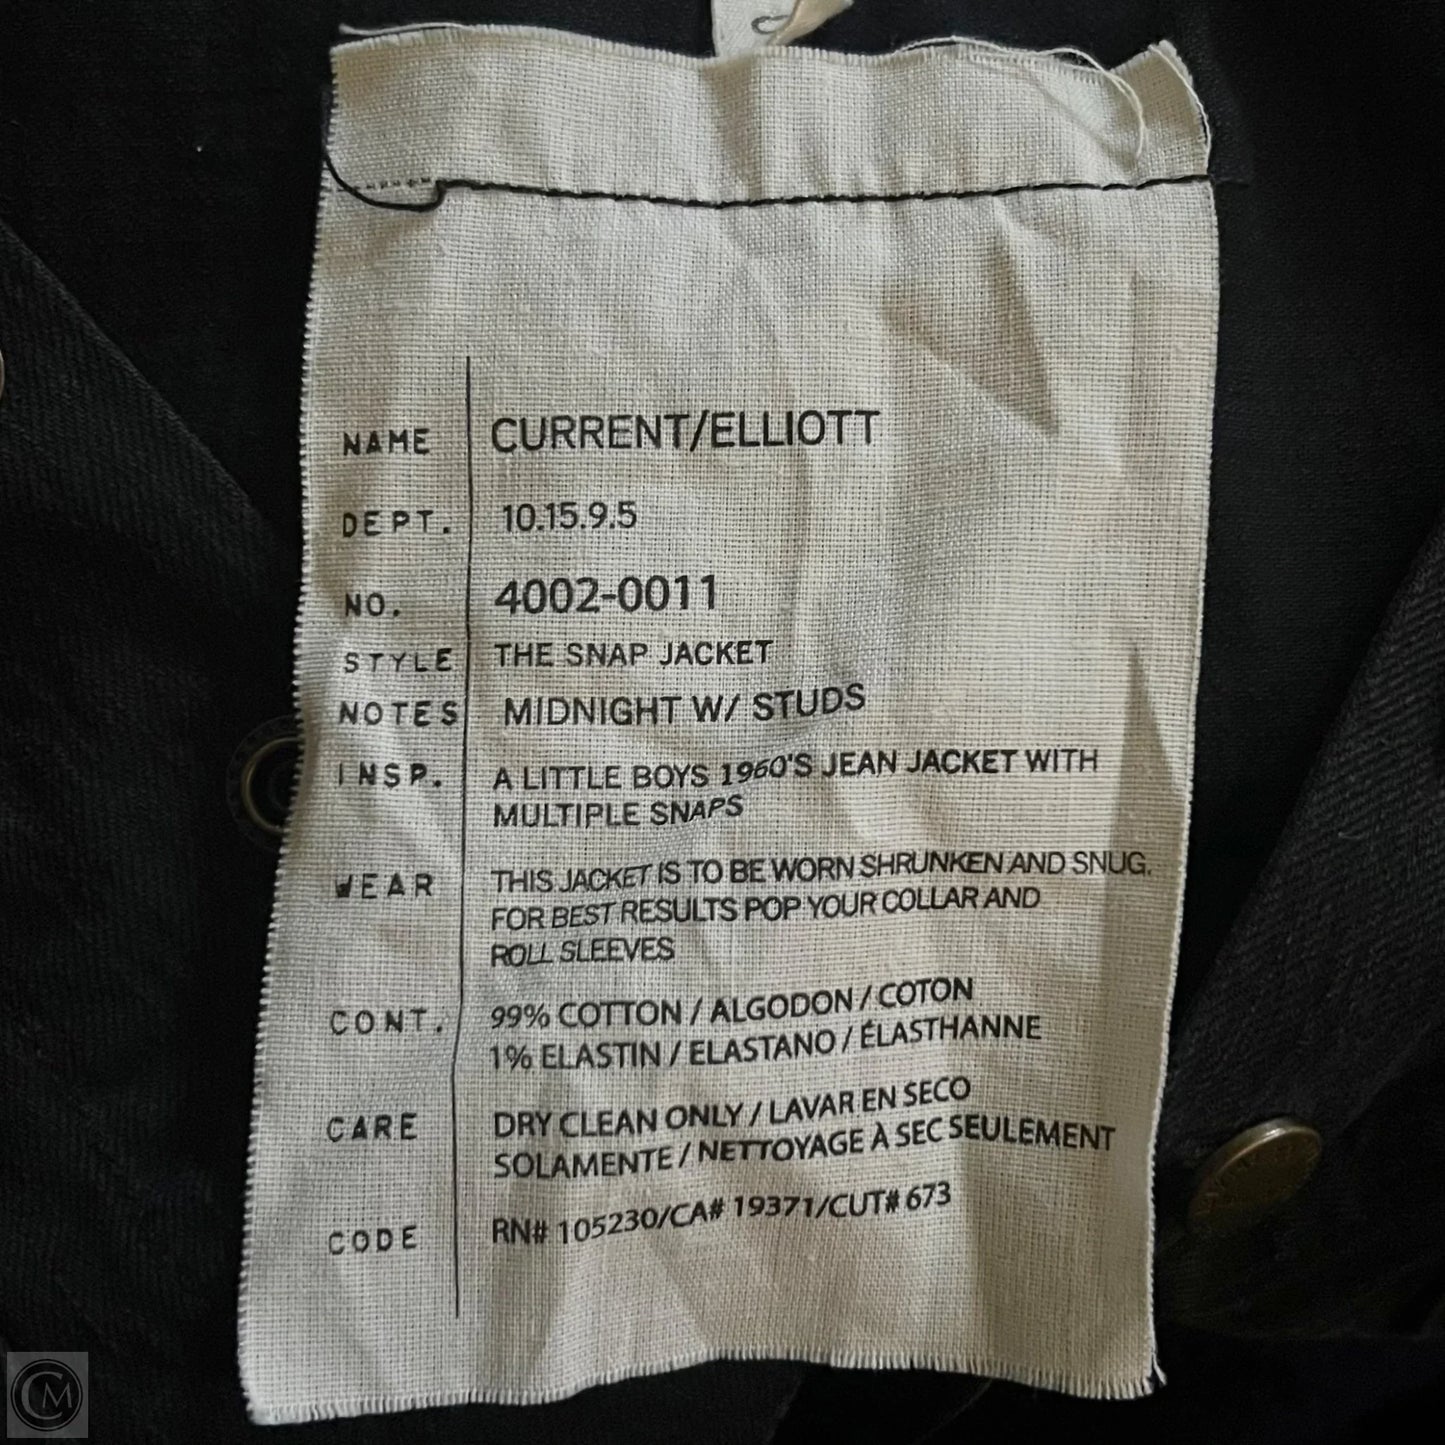 NAME CURRENT/ELLIOTT
DEPT. 10.15.9.5
NO. 4002-0011
STYLE THE SNAP JACKET
NOTES MIDNIGHT W/ STUDS
INSP. A LITTLE BOYS 1960'S JEAN JACKET WITH
MULTIPLE SNAPS
WEAR THIS JACKET IS TO BE WORN SHRUNKEN AND SNUG.
FOR BEST RESULTS POP YOUR COLLAR AND
ROLL SLEEVES
CONT. 99% COTTON / ALGODON / COTON
1% ELASTIN / ELASTANO / ÉLASTHANNE
CARE DRY CLEAN ONLY / LAVAR EN SECO
SOLAMENTE / NETTOYAGE À SEC SEULEMENT
CODE RN# 105230/CA# 19371/CUT# 673
CM